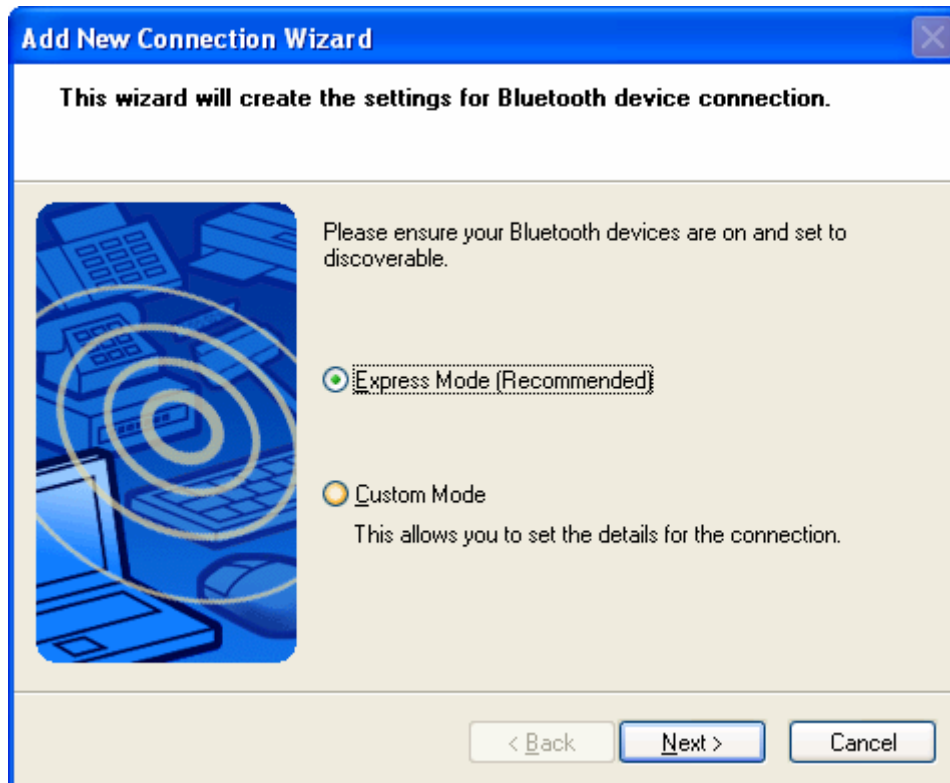 Add New Connection Wizard
This wizard will create the settings for Bluetooth device connection.
Please ensure your Bluetooth devices are on and set to
discoverable.
Express Mode (Recommended)
Custom Mode
This allows you to set the details for the connection.
< Back
Next >
Cancel